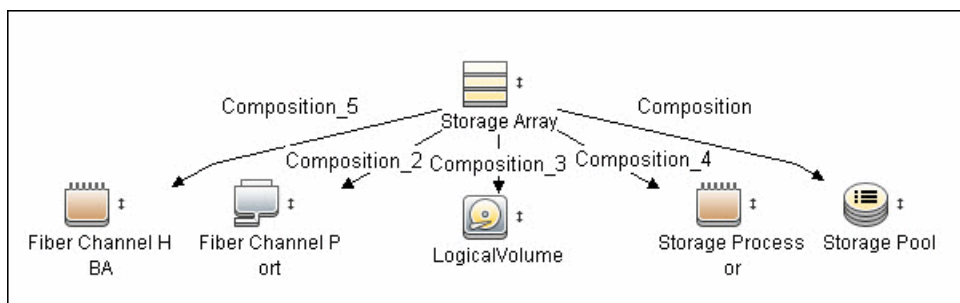 Composition_5
Composition
Storage Array
Composition_2
Composition_3
Composition_4
Fiber Channel H
BA
Fiber Channel P
ort
LogicalVolume
Storage Process
or
Storage Pool